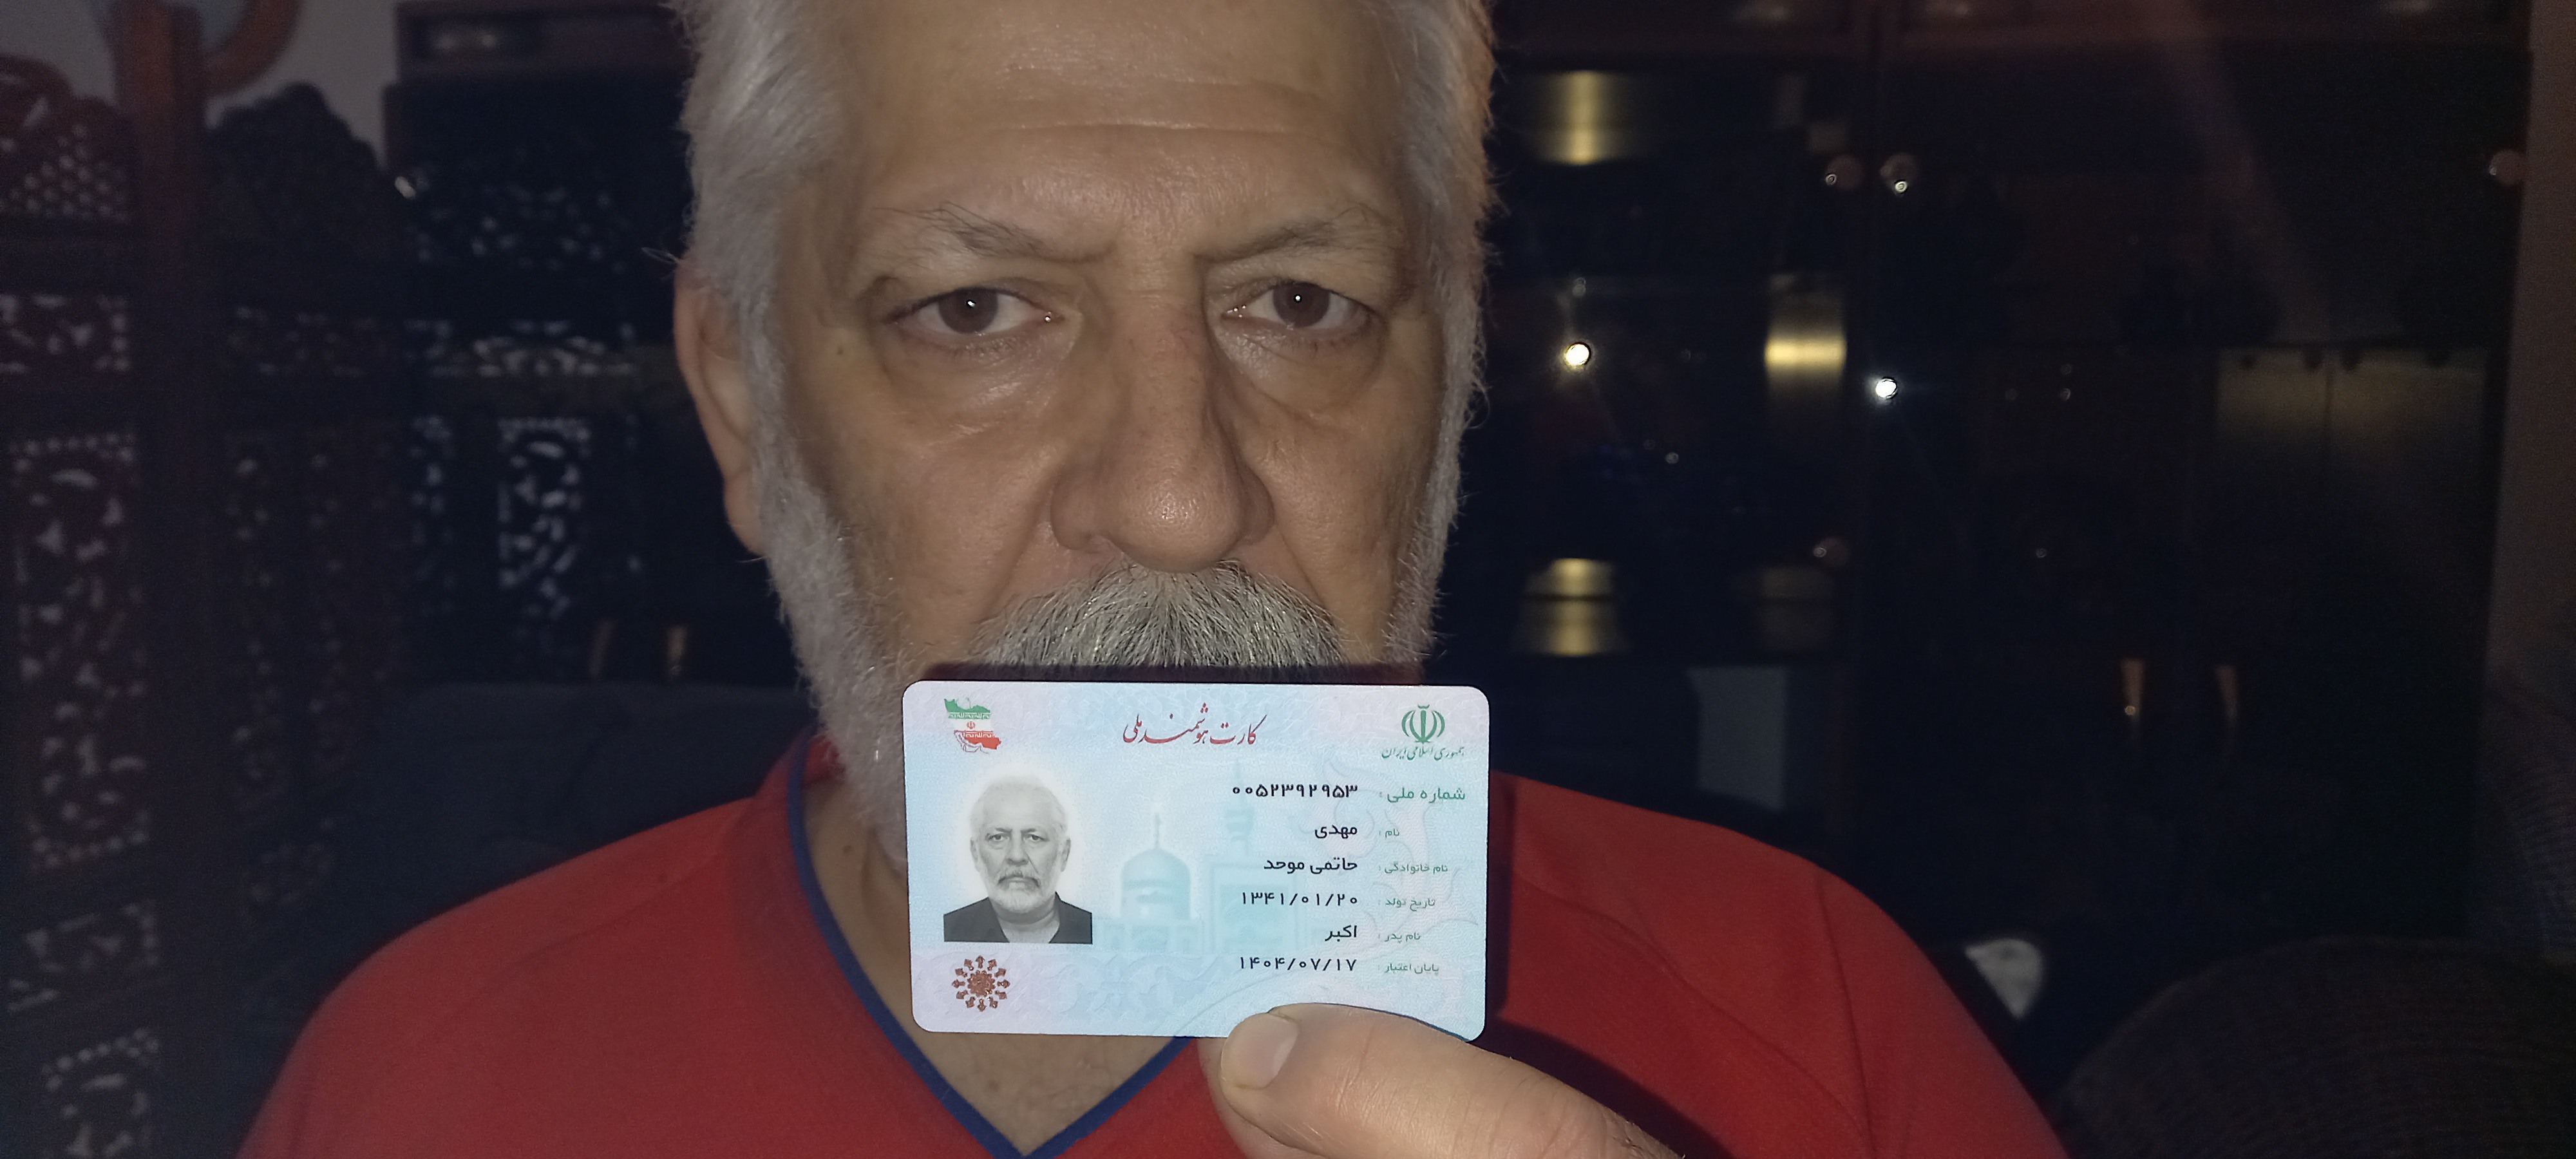 کارت هوشمند ملی
جمهوری اسلامی ایران
شماره ملی : ۰۰۵۲۳۹۲۹۵۳
نام : مهدی
نام خانوادگی : حاتمی موحد
تاریخ تولد : ۱۳۴۱/۰۱/۲۰
نام پدر : اکبر
پایان اعتبار : ۱۴۰۴/۰۷/۱۷